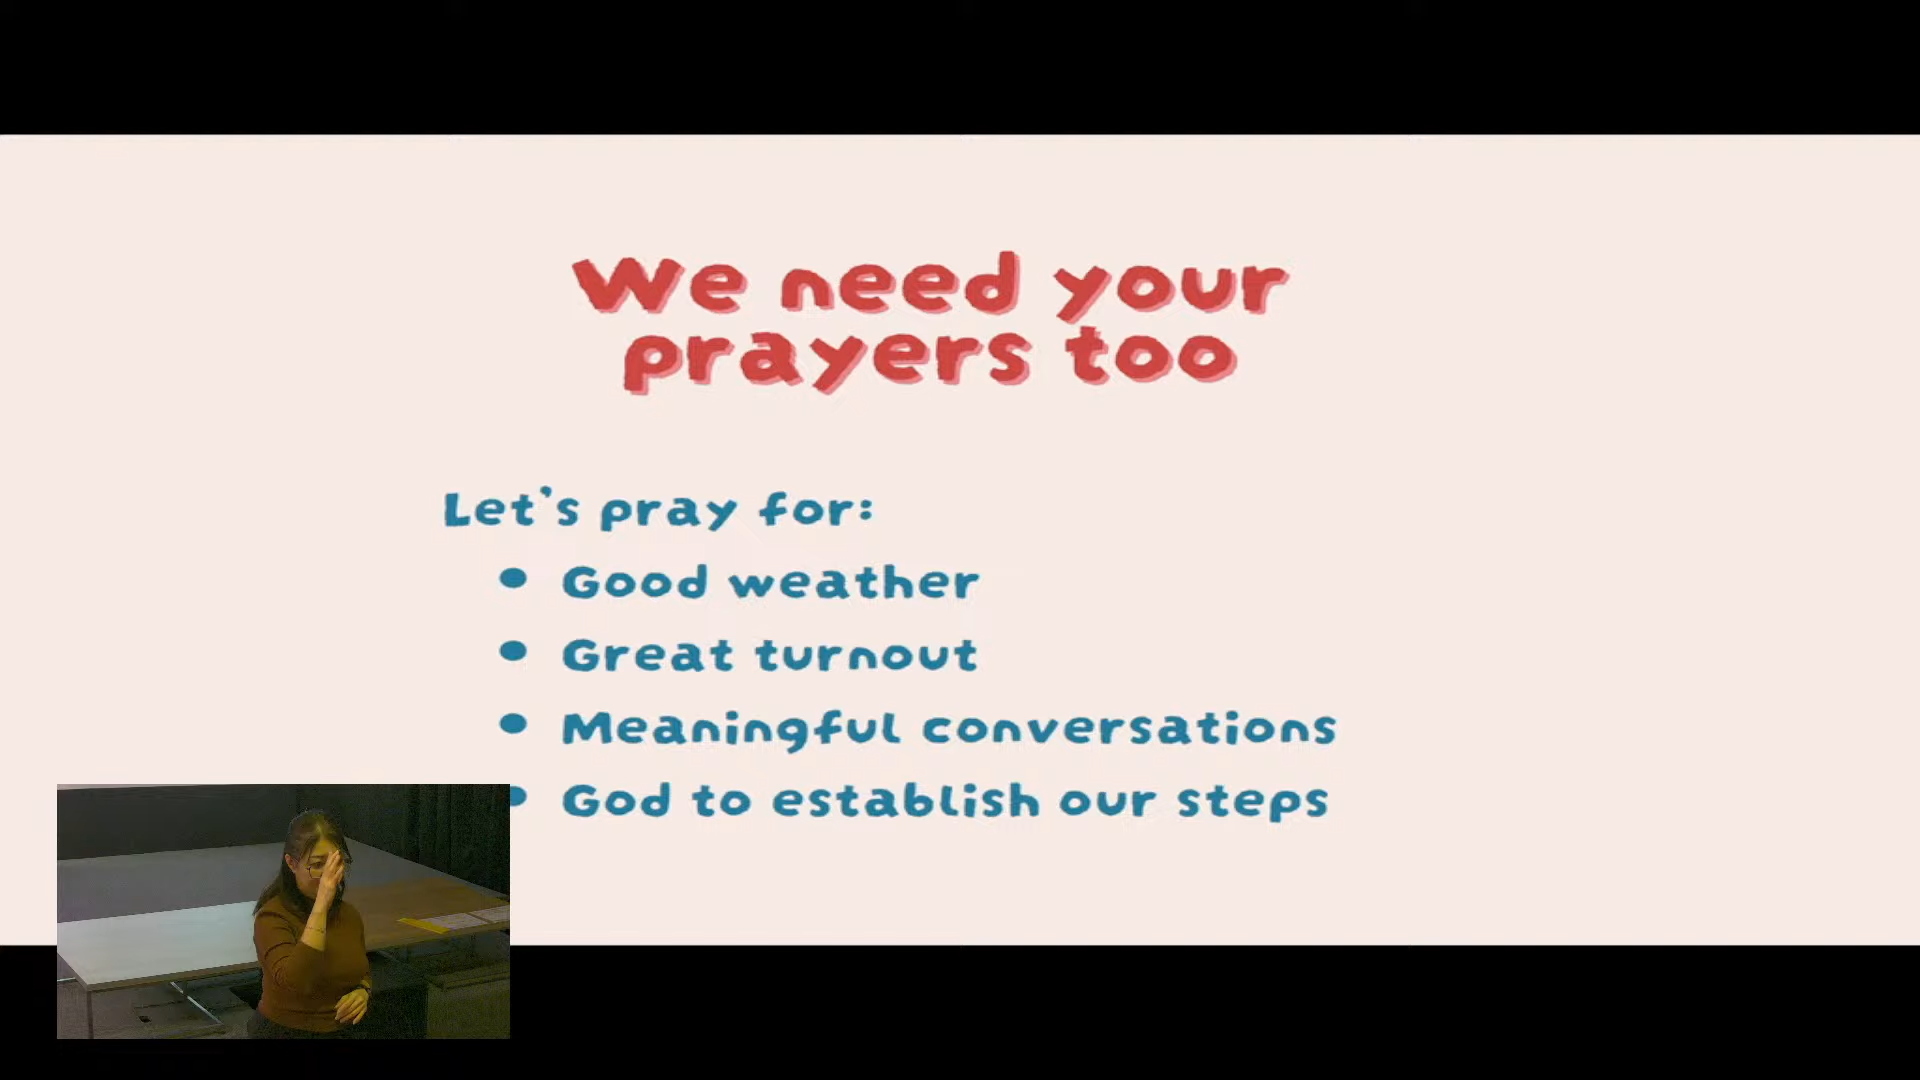 We need your
prayers too
Let's pray for:
• Good weather
• Great turnout
• Meaningful conversations
• God to establish our steps